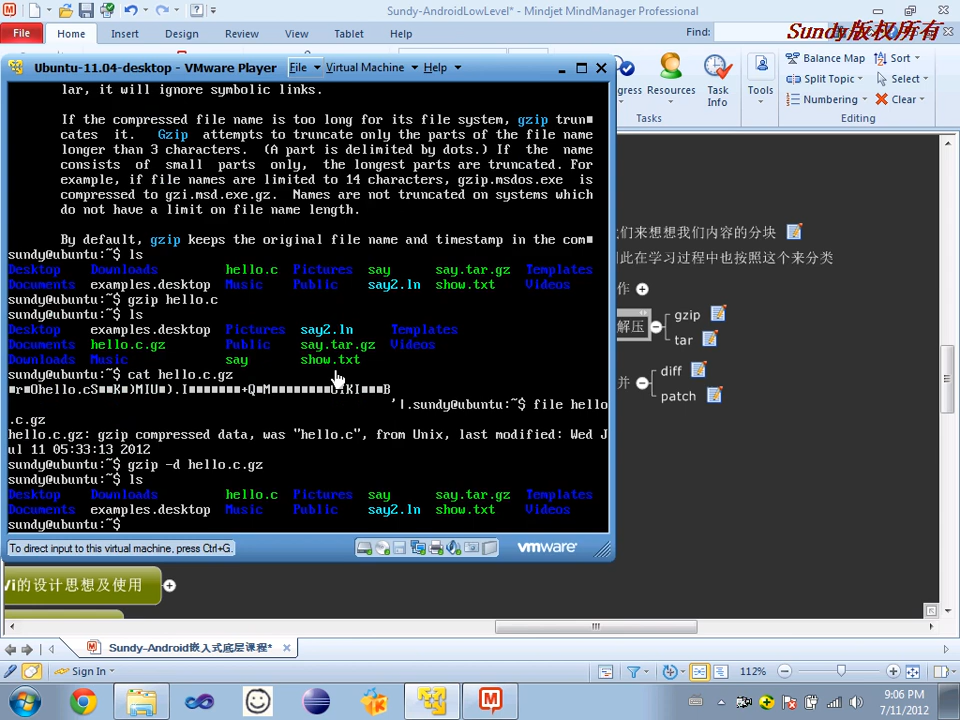 Sundy-AndroidLowLevel* - Mindjet MindManager Professional
File Home Insert Design Review View Tablet Help Find:
Sundy版权所有
Balance Map Sort
Split Topic Select
Numbering Clear
gress Resources Task Info Tools
Tasks Editing
Ubuntu-11.04-desktop - VMware Player File Virtual Machine Help
lar, it will ignore symbolic links.
If the compressed file name is too long for its file system, gzip trun
cates it. Gzip attempts to truncate only the parts of the file name
longer than 3 characters. (A part is delimited by dots.) If the name
consists of small parts only, the longest parts are truncated. For
example, if file names are limited to 14 characters, gzip.msdos.exe is
compressed to gzi.msd.exe.gz. Names are not truncated on systems which
do not have a limit on file name length.
By default, gzip keeps the original file name and timestamp in the com
sundy@ubuntu:~$ ls
Desktop Downloads hello.c Pictures say say.tar.gz Templates
Documents examples.desktop Music Public say2.ln show.txt Videos
sundy@ubuntu:~$ gzip hello.c
sundy@ubuntu:~$ ls
Desktop examples.desktop Pictures say2.ln Templates
Documents hello.c.gz Public say.tar.gz Videos
Downloads Music say show.txt
sundy@ubuntu:~$ cat hello.c.gz
'|.sundy@ubuntu:~$ file hello
.c.gz
hello.c.gz: gzip compressed data, was "hello.c", from Unix, last modified: Wed J
ul 11 05:33:13 2012
sundy@ubuntu:~$ gzip -d hello.c.gz
sundy@ubuntu:~$ ls
Desktop Downloads hello.c Pictures say say.tar.gz Templates
Documents examples.desktop Music Public say2.ln show.txt Videos
sundy@ubuntu:~$
To direct input to this virtual machine, press Ctrl+G.
vmware
们来想想我们内容的分块
此在学习过程中也按照这个来分类
作
解压
gzip
tar
并
diff
patch
Vi的设计思想及使用
Sundy-Android嵌入式底层课程*
Sign In 112%
9:06 PM
7/11/2012